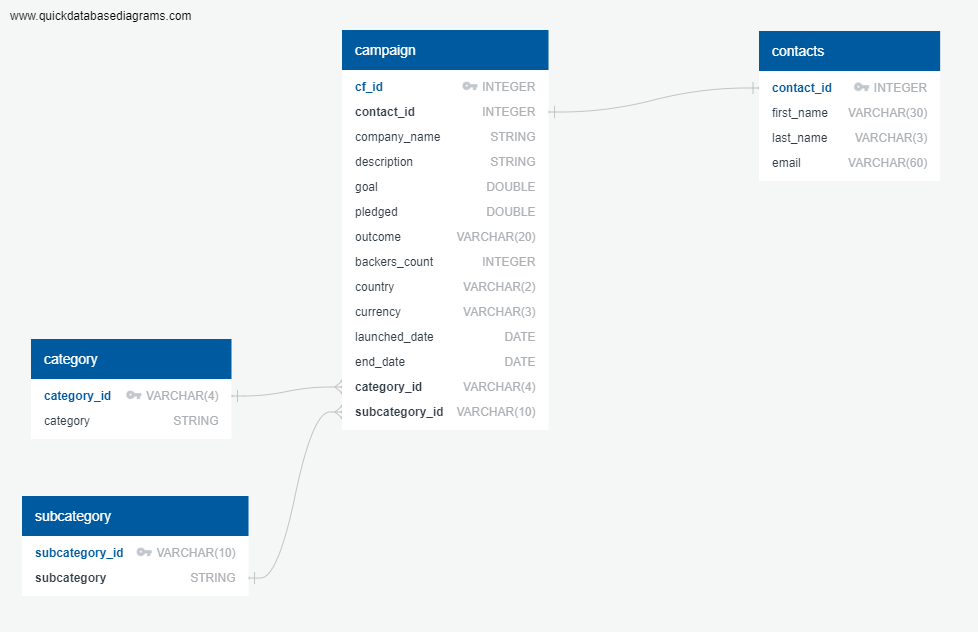 www.quickdatabasediagrams.com
campaign
cf_id INTEGER
contact_id INTEGER
company_name STRING
description STRING
goal DOUBLE
pledged DOUBLE
outcome VARCHAR(20)
backers_count INTEGER
country VARCHAR(2)
currency VARCHAR(3)
launched_date DATE
end_date DATE
category_id VARCHAR(4)
subcategory_id VARCHAR(10)
contacts
contact_id INTEGER
first_name VARCHAR(30)
last_name VARCHAR(3)
email VARCHAR(60)
category
category_id VARCHAR(4)
category STRING
subcategory
subcategory_id VARCHAR(10)
subcategory STRING